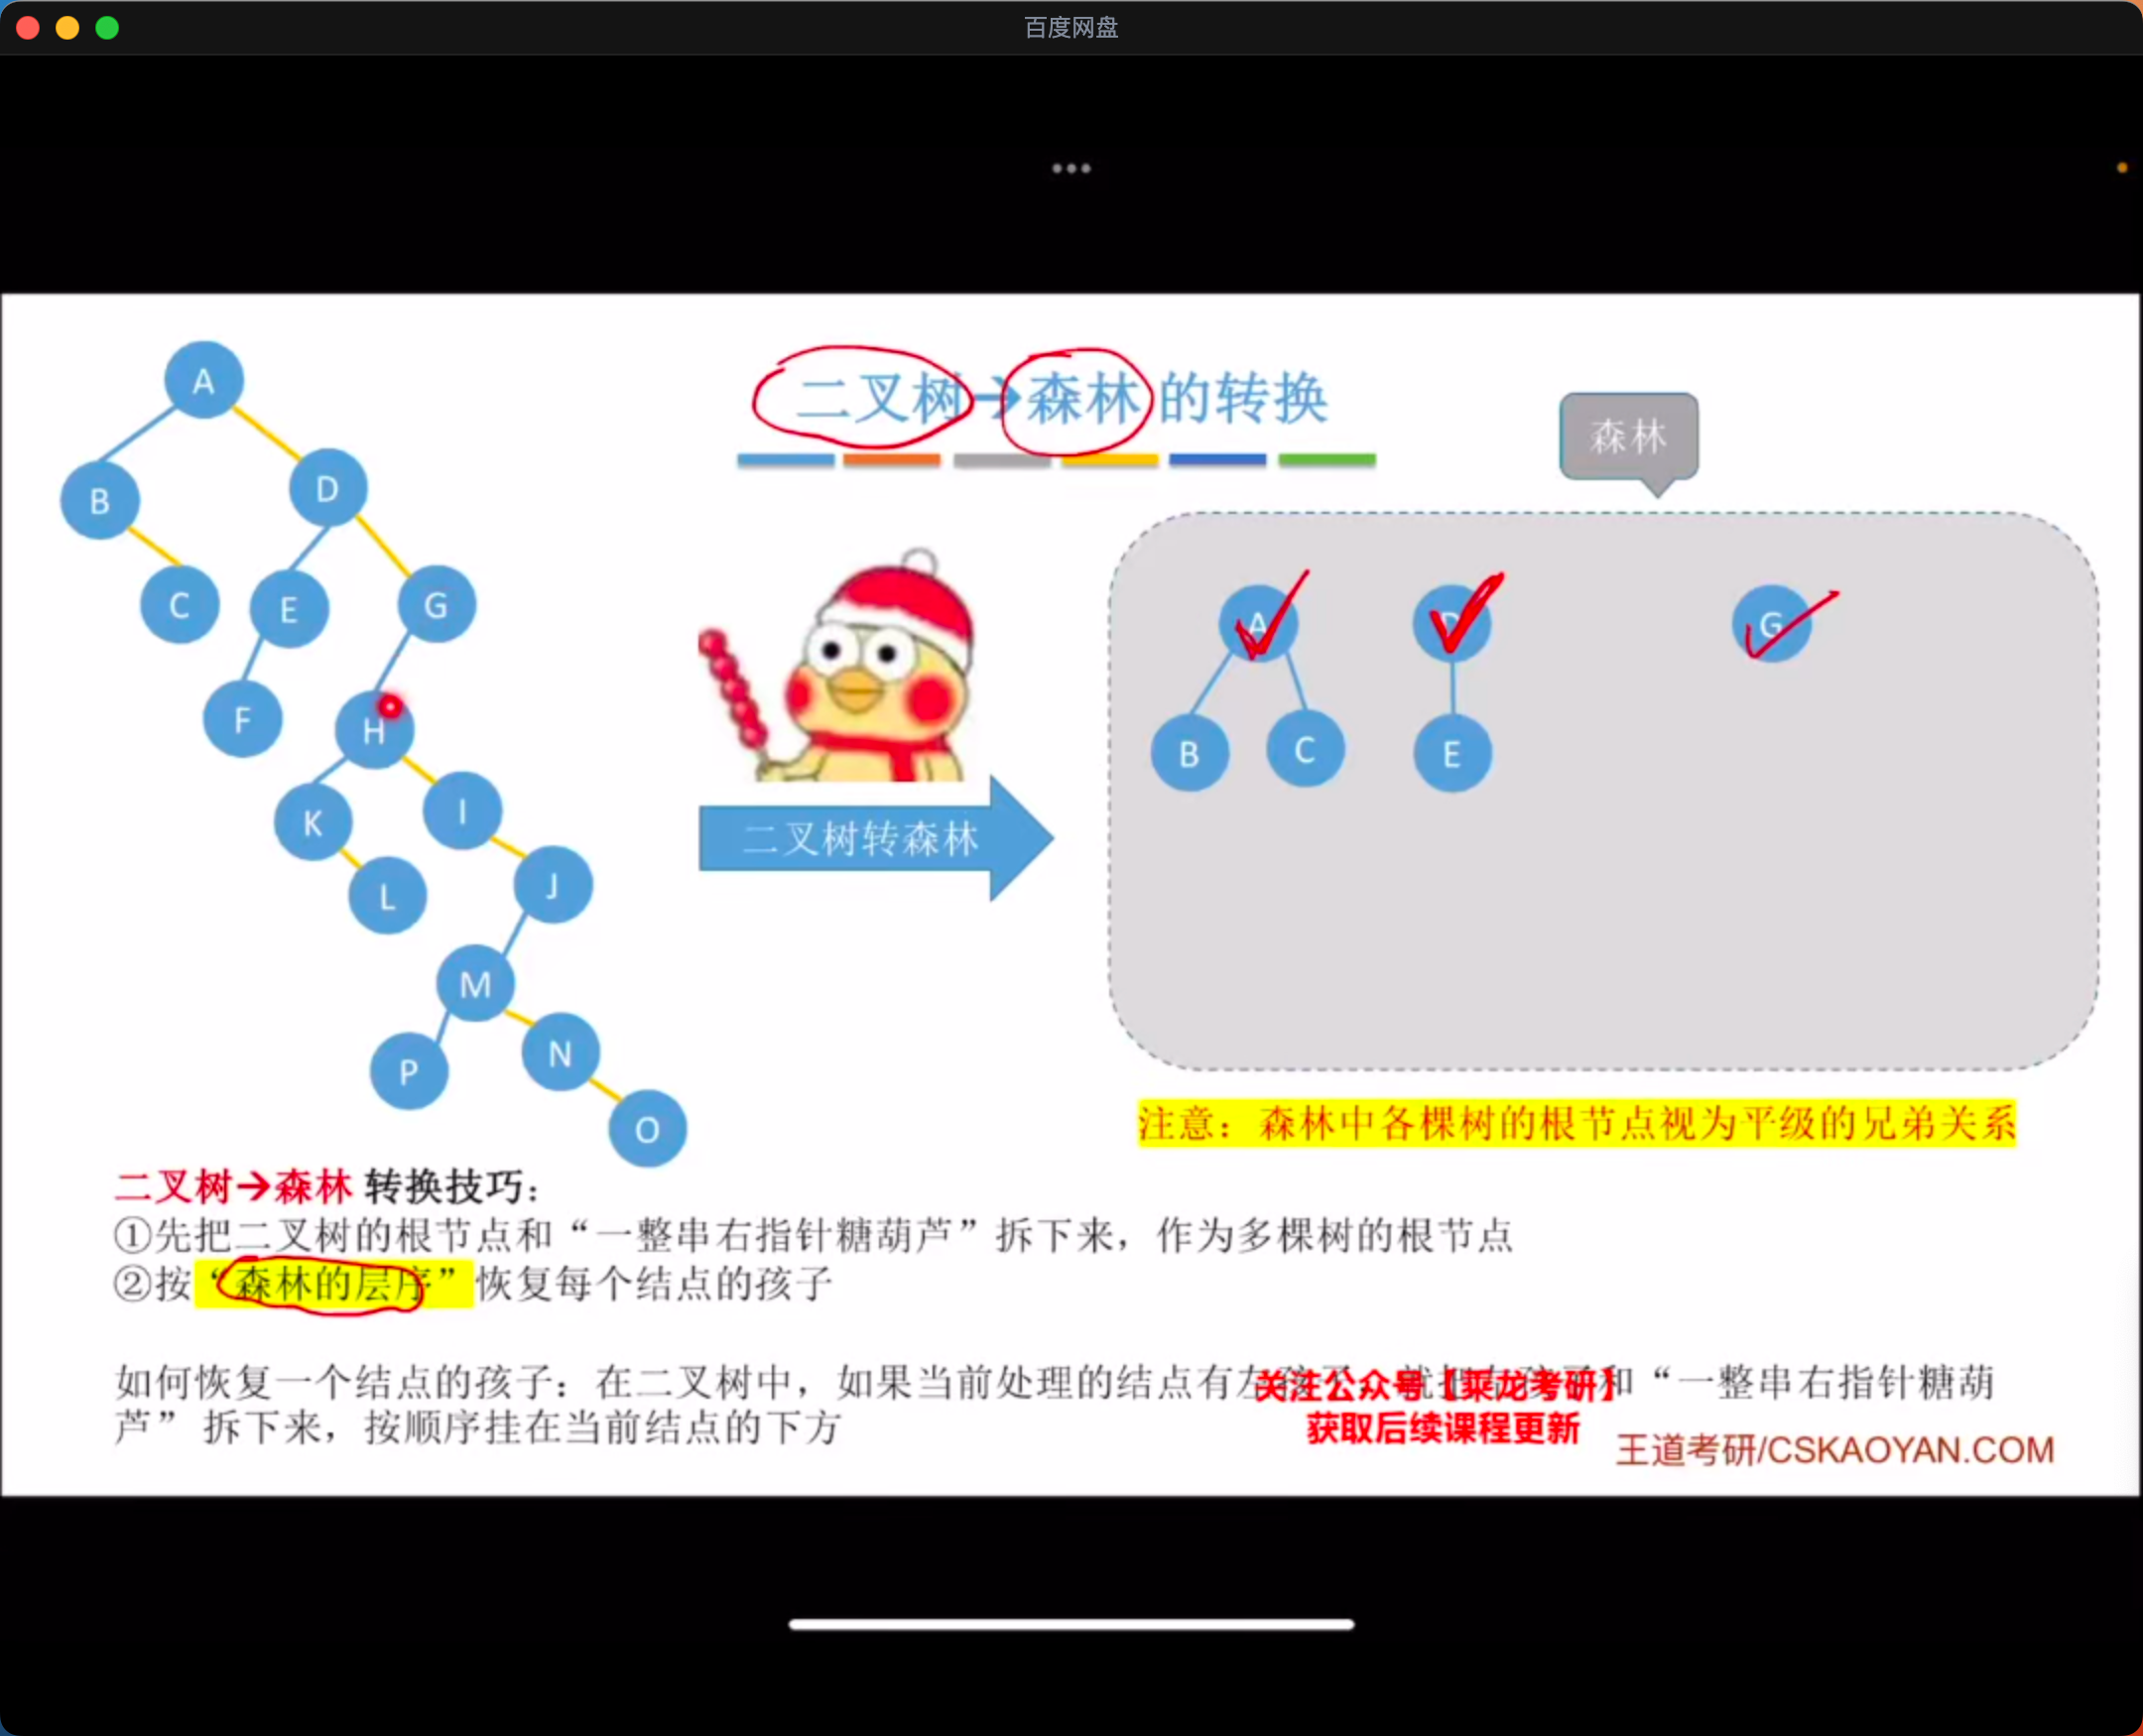 百度网盘
二叉树→森林的转换
森林
A
B
D
C
E
G
F
H
K
I
L
J
M
P
N
O
二叉树转森林
A
G
B
C
E
注意：森林中各棵树的根节点视为平级的兄弟关系
二叉树→森林 转换技巧：
①先把二叉树的根节点和“一整串右指针糖葫芦”拆下来，作为多棵树的根节点
②按“森林的层序”恢复每个结点的孩子
如何恢复一个结点的孩子：在二叉树中，如果当前处理的结点有左 和“一整串右指针糖葫
芦” 拆下来，按顺序挂在当前结点的下方
关注公众号【乘龙考研】
获取后续课程更新
王道考研/CSKAOYAN.COM